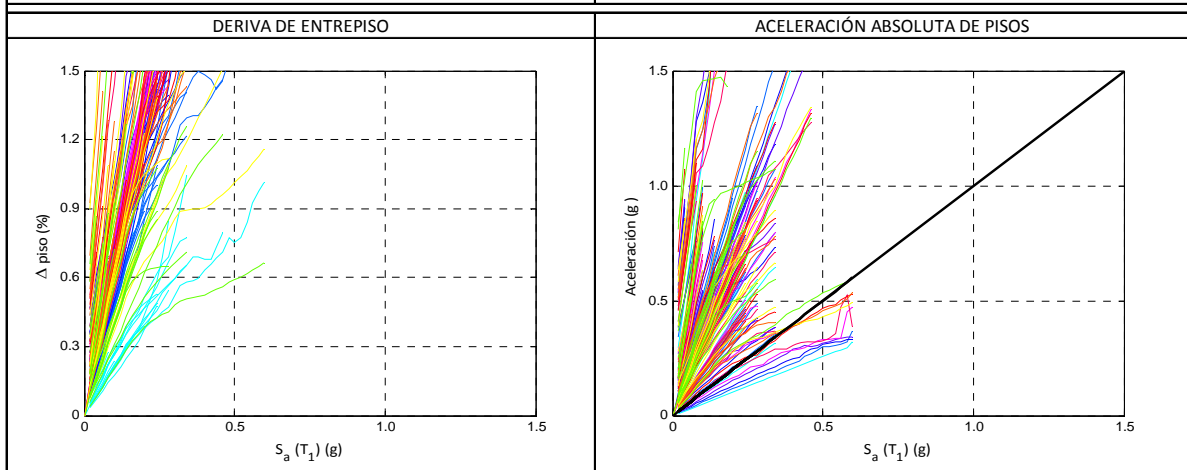 DERIVA DE ENTREPISO
ACELERACIÓN ABSOLUTA DE PISOS
1.5
1.2
0.9
0.6
0.3
0
Δ piso (%)
0 0.5 1.0 1.5
S_a (T_1) (g)
1.5
1.0
0.5
0
Aceleración (g )
0 0.5 1.0 1.5
S_a (T_1) (g)